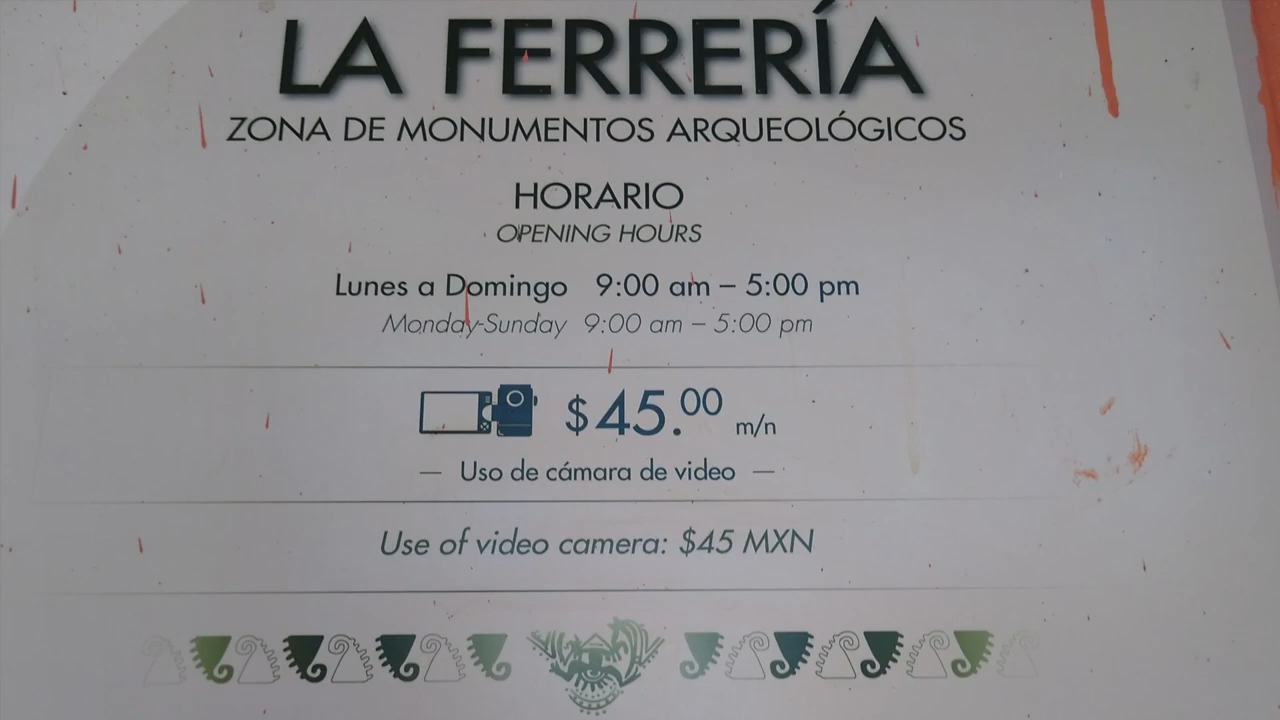 LA FERRERÍA
ZONA DE MONUMENTOS ARQUEOLÓGICOS
HORARIO
OPENING HOURS
Lunes a Domingo 9:00 am – 5:00 pm
Monday-Sunday 9:00 am – 5:00 pm
$45.00 m/n
— Uso de cámara de video —
Use of video camera: $45 MXN